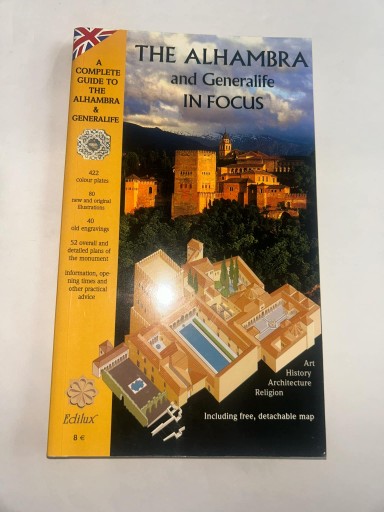 THE ALHAMBRA
and Generalife
IN FOCUS
A
COMPLETE
GUIDE TO
THE
ALHAMBRA
&
GENERALIFE
422
colour plates
80
new and original
illustrations
40
old engravings
52 overall and
detailed plans of
the monument
information, ope-
ning times and
other practical
advice
Edilux
8 €
Art
History
Architecture
Religion
Including free, detachable map